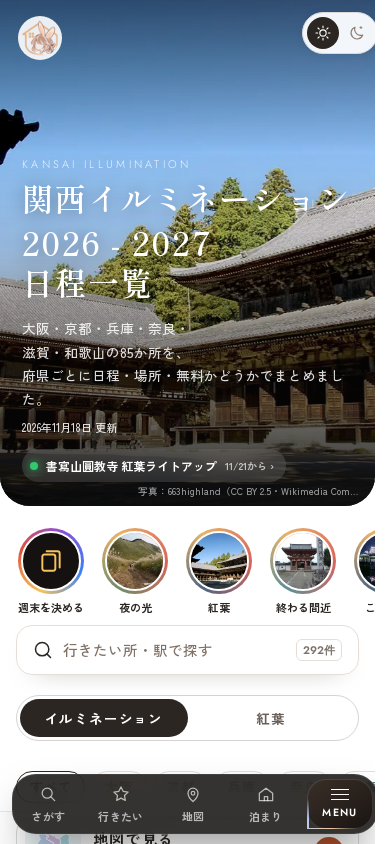 KANSAI ILLUMINATION
関西イルミネーション
2026 - 2027
日程一覧
大阪・京都・兵庫・奈良・
滋賀・和歌山の85か所を、
府県ごとに日程・場所・無料かどうかでまとめまし
た。
2026年11月18日 更新
書寫山圓教寺 紅葉ライトアップ 11/21から ›
写真：663highland（CC BY 2.5・Wikimedia Com...
週末を決める 夜の光 紅葉 終わる間近 こ
行きたい所・駅で探す 292件
イルミネーション 紅葉
さがす 行きたい 地図 泊まり MENU
地図で見る